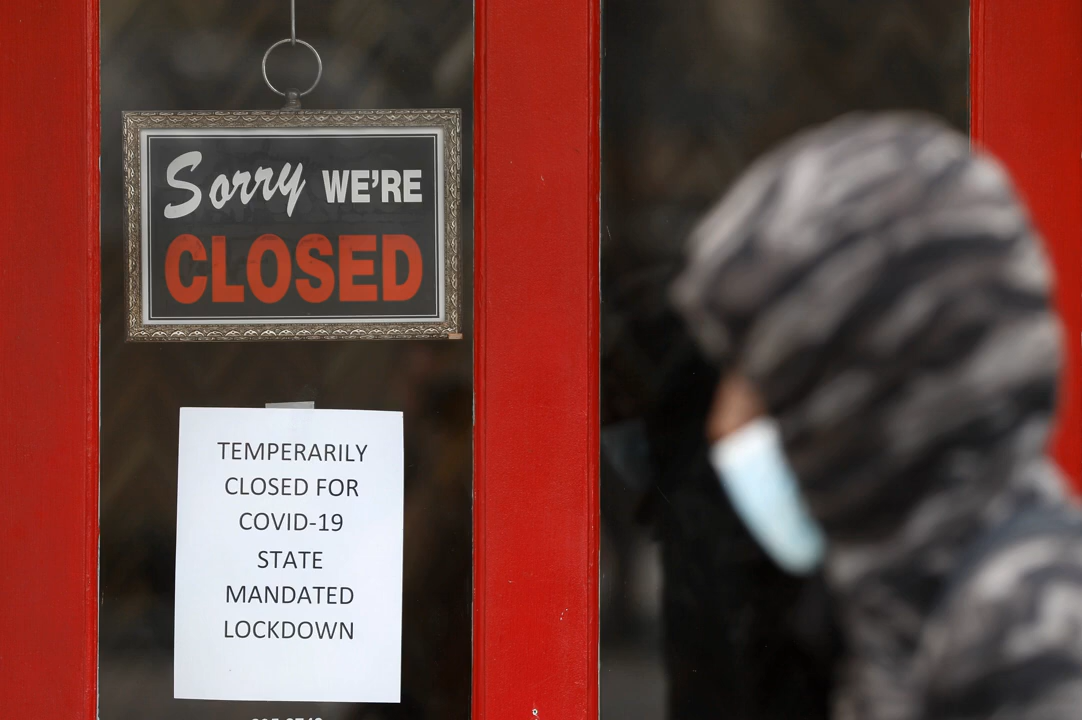 Sorry WE'RE
CLOSED
TEMPERARILY
CLOSED FOR
COVID-19
STATE
MANDATED
LOCKDOWN